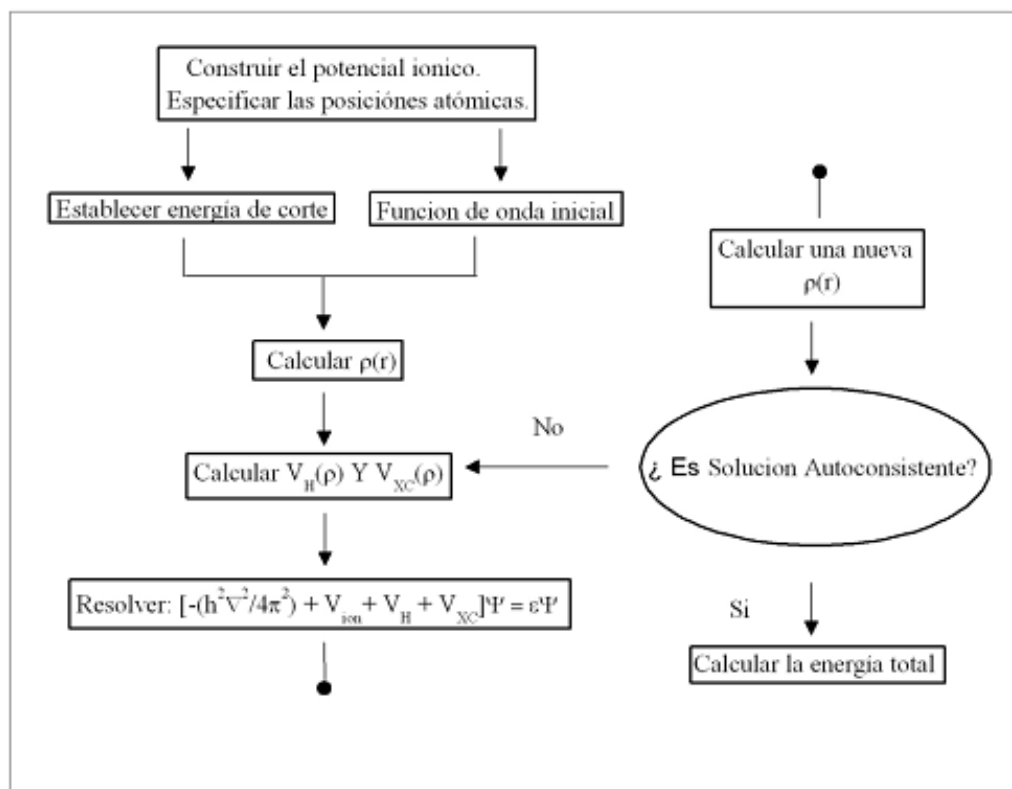 Construir el potencial ionico.
Especificar las posiciónes atómicas.
Establecer energía de corte
Funcion de onda inicial
Calcular ρ(r)
Calcular V_H(ρ) Y V_XC(ρ)
Resolver: [-(h²∇²/4π²) + V_ion + V_H + V_XC]Ψ = εΨ
Calcular una nueva
ρ(r)
¿ Es Solucion Autoconsistente?
No
Si
Calcular la energia total